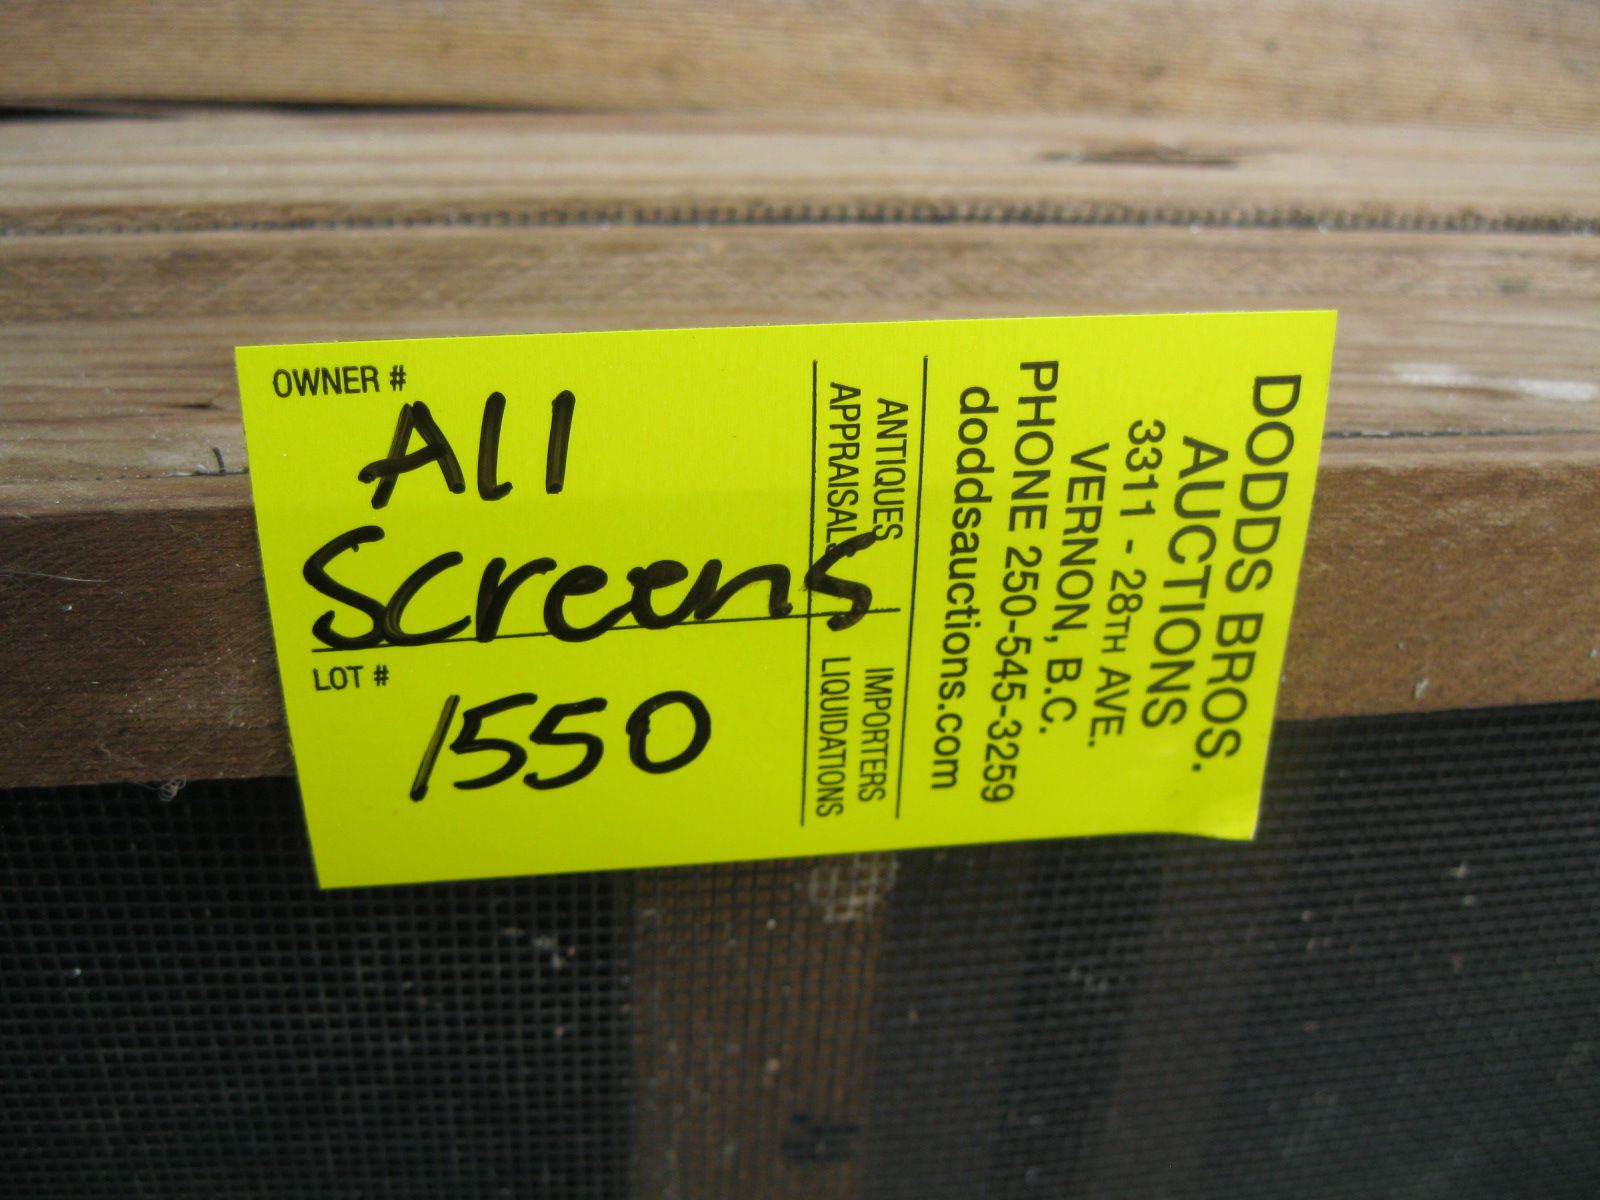 OWNER #
All
Screens
LOT #
1550
DODDS BROS.
AUCTIONS
3311 - 28TH AVE.
VERNON, B.C.
PHONE 250-545-3259
doddsauctions.com
ANTIQUES IMPORTERS
APPRAISALS LIQUIDATIONS